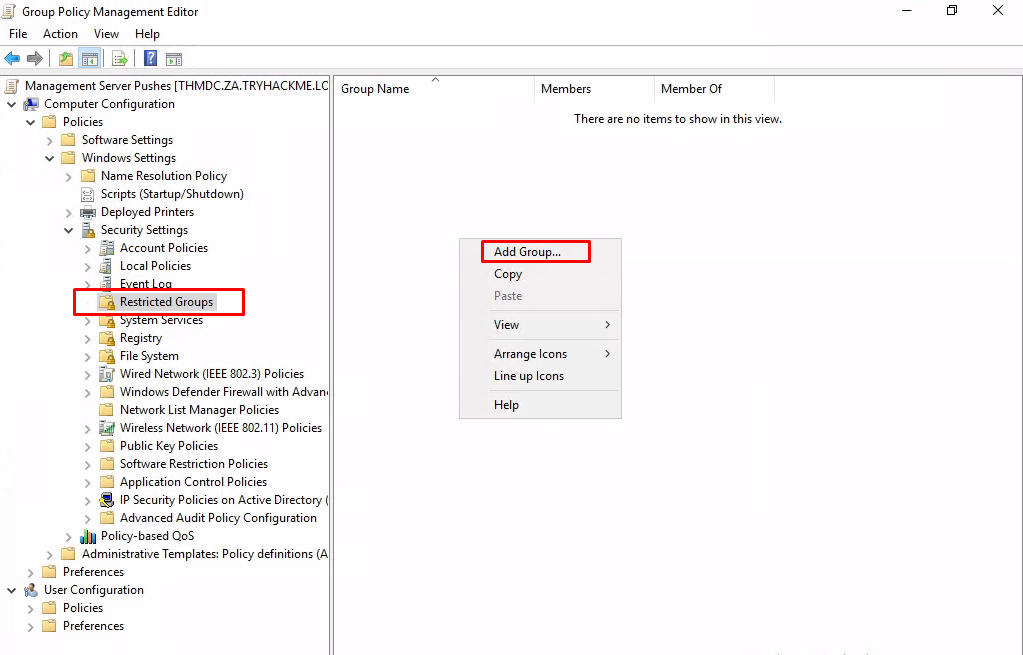 Group Policy Management Editor
File Action View Help
Management Server Pushes [THMDC.ZA.TRYHACKME.LO
Computer Configuration
Policies
Software Settings
Windows Settings
Name Resolution Policy
Scripts (Startup/Shutdown)
Deployed Printers
Security Settings
Account Policies
Local Policies
Event Log
Restricted Groups
System Services
Registry
File System
Wired Network (IEEE 802.3) Policies
Windows Defender Firewall with Advan
Network List Manager Policies
Wireless Network (IEEE 802.11) Policies
Public Key Policies
Software Restriction Policies
Application Control Policies
IP Security Policies on Active Directory (
Advanced Audit Policy Configuration
Policy-based QoS
Administrative Templates: Policy definitions (A
Preferences
User Configuration
Policies
Preferences
Group Name Members Member Of
There are no items to show in this view.
Add Group...
Copy
Paste
View
Arrange Icons
Line up Icons
Help